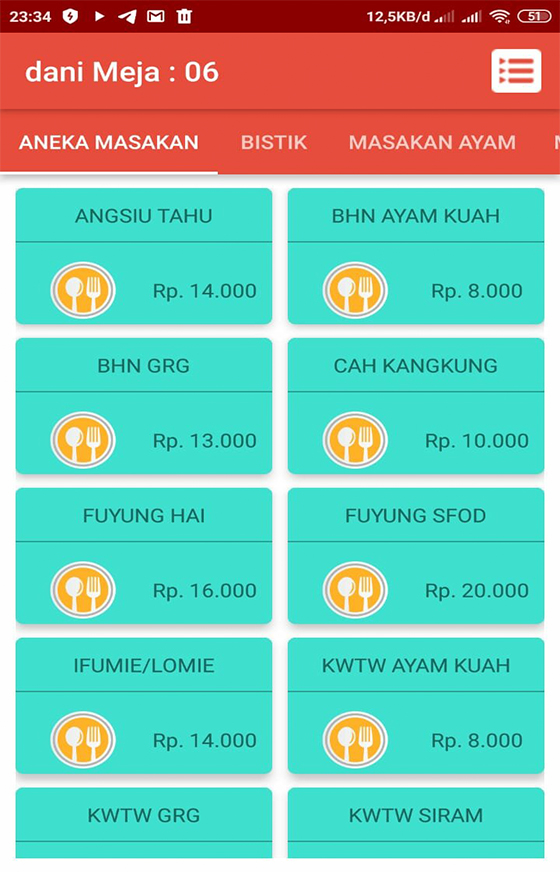 23:34 12,5KB/d 51
dani Meja : 06
ANEKA MASAKAN BISTIK MASAKAN AYAM
ANGSIU TAHU BHN AYAM KUAH
Rp. 14.000 Rp. 8.000
BHN GRG CAH KANGKUNG
Rp. 13.000 Rp. 10.000
FUYUNG HAI FUYUNG SFOD
Rp. 16.000 Rp. 20.000
IFUMIE/LOMIE KWTW AYAM KUAH
Rp. 14.000 Rp. 8.000
KWTW GRG KWTW SIRAM